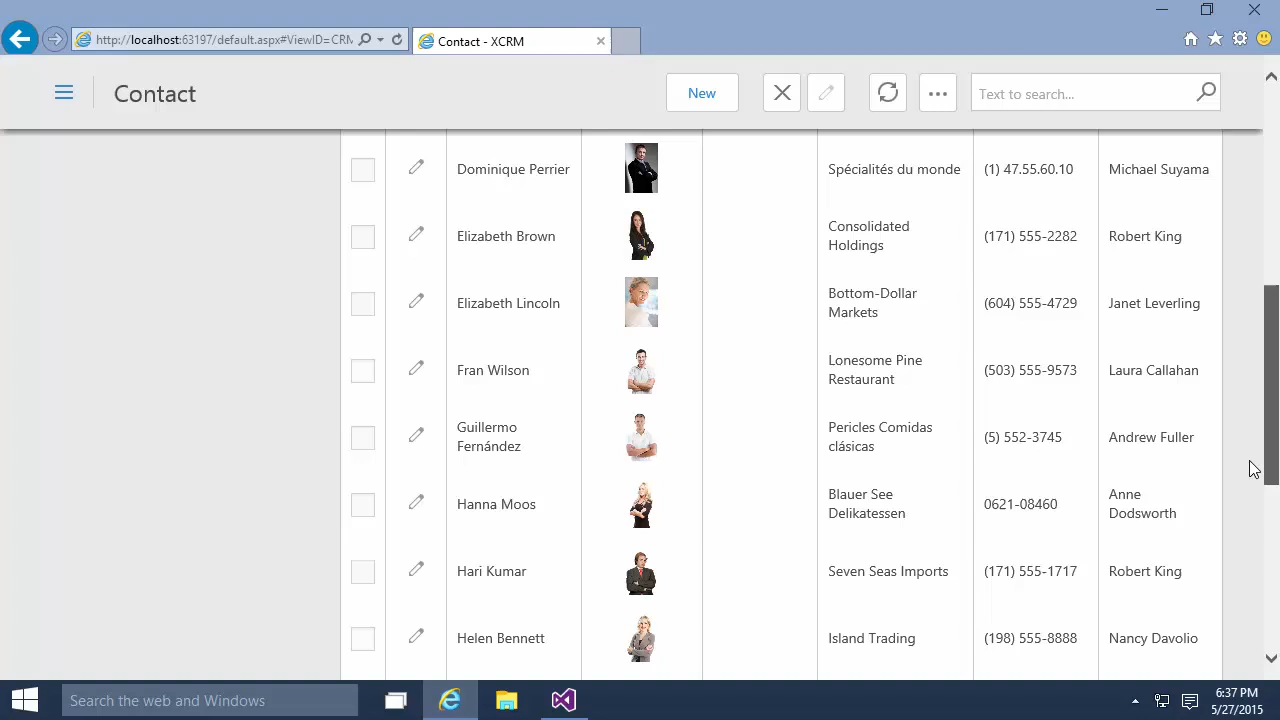 http://localhost:63197/default.aspx#ViewID=CRM
Contact - XCRM
Contact
New
Text to search...
Dominique Perrier
Spécialités du monde
(1) 47.55.60.10
Michael Suyama
Elizabeth Brown
Consolidated
Holdings
(171) 555-2282
Robert King
Elizabeth Lincoln
Bottom-Dollar
Markets
(604) 555-4729
Janet Leverling
Fran Wilson
Lonesome Pine
Restaurant
(503) 555-9573
Laura Callahan
Guillermo
Fernández
Pericles Comidas
clásicas
(5) 552-3745
Andrew Fuller
Hanna Moos
Blauer See
Delikatessen
0621-08460
Anne
Dodsworth
Hari Kumar
Seven Seas Imports
(171) 555-1717
Robert King
Helen Bennett
Island Trading
(198) 555-8888
Nancy Davolio
Search the web and Windows
6:37 PM
5/27/2015